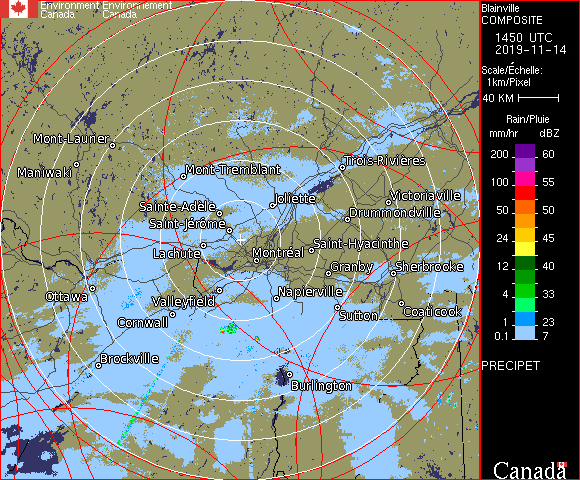 Environment Environnement
Canada Canada
Blainville
COMPOSITE
1450 UTC
2019-11-14
Scale/Échelle:
1km/Pixel
40 KM
Rain/Pluie
mm/hr dBZ
200 60
100 55
50 50
24 45
12 40
4 33
1 23
0.1 7
PRECIPET
Mont-Laurier
Maniwaki
Mont-Tremblant
Trois-Rivières
Sainte-Adèle
Joliette
Victoriaville
Drummondville
Saint-Jérôme
Lachute
Montréal
Saint-Hyacinthe
Granby
Sherbrooke
Ottawa
Valleyfield
Napierville
Cornwall
Sutton
Coaticook
Brockville
Burlington
Canada